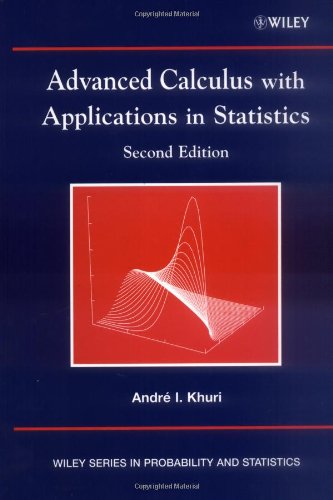 WILEY
Advanced Calculus with
Applications in Statistics
Second Edition
André I. Khuri
WILEY SERIES IN PROBABILITY AND STATISTICS